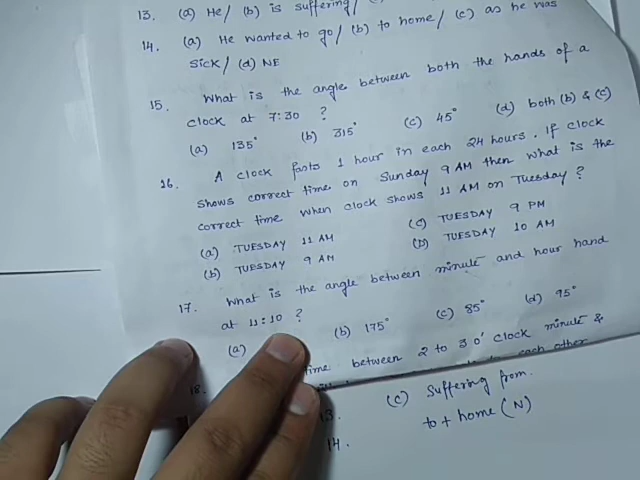 13. (a) He/ (b) is suffering/
14. (a) He wanted to go/ (b) to home/ (c) as he was
sick/ (d) NE
15. What is the angle between both the hands of a
clock at 7:30 ?
(a) 135° (b) 315° (c) 45° (d) both (b) & (c)
16. A clock fasts 1 hour in each 24 hours. If clock
shows correct time on Sunday 9 AM then what is the
correct time when clock shows 11 AM on Tuesday ?
(a) TUESDAY 11 AM (c) TUESDAY 9 PM
(b) TUESDAY 9 AM (D) TUESDAY 10 AM
17. What is the angle between minute and hour hand
at 11:10 ?
(a) (b) 175° (c) 85° (d) 95°
18. time between 2 to 3 0' clock minute &
each other
13. (c) Suffering from.
14. to + home (N)